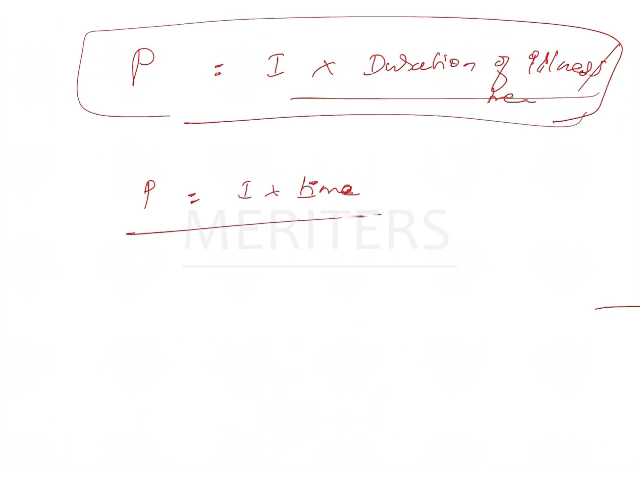 P = I × Duration of illness
P = I × time
MERITERS